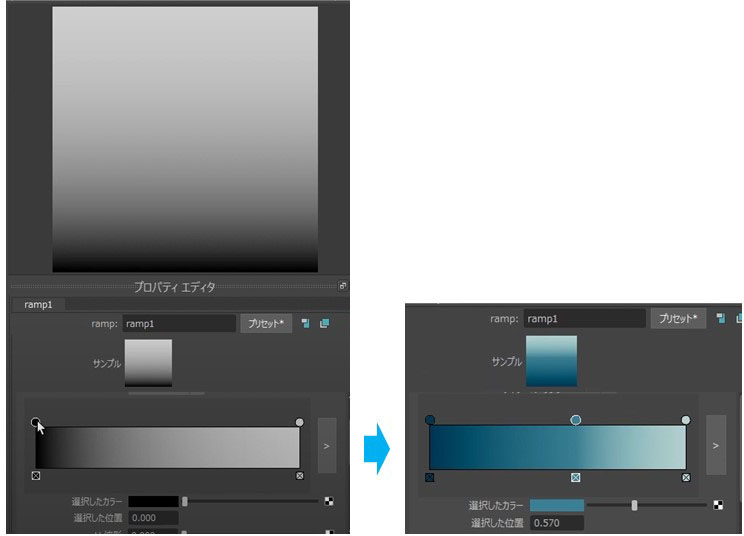 プロパティ エディタ
ramp1
ramp: ramp1 プリセット*
サンプル
>
選択したカラー
選択した位置 0.000
ramp: ramp1 プリセット*
サンプル
>
選択したカラー
選択した位置 0.570